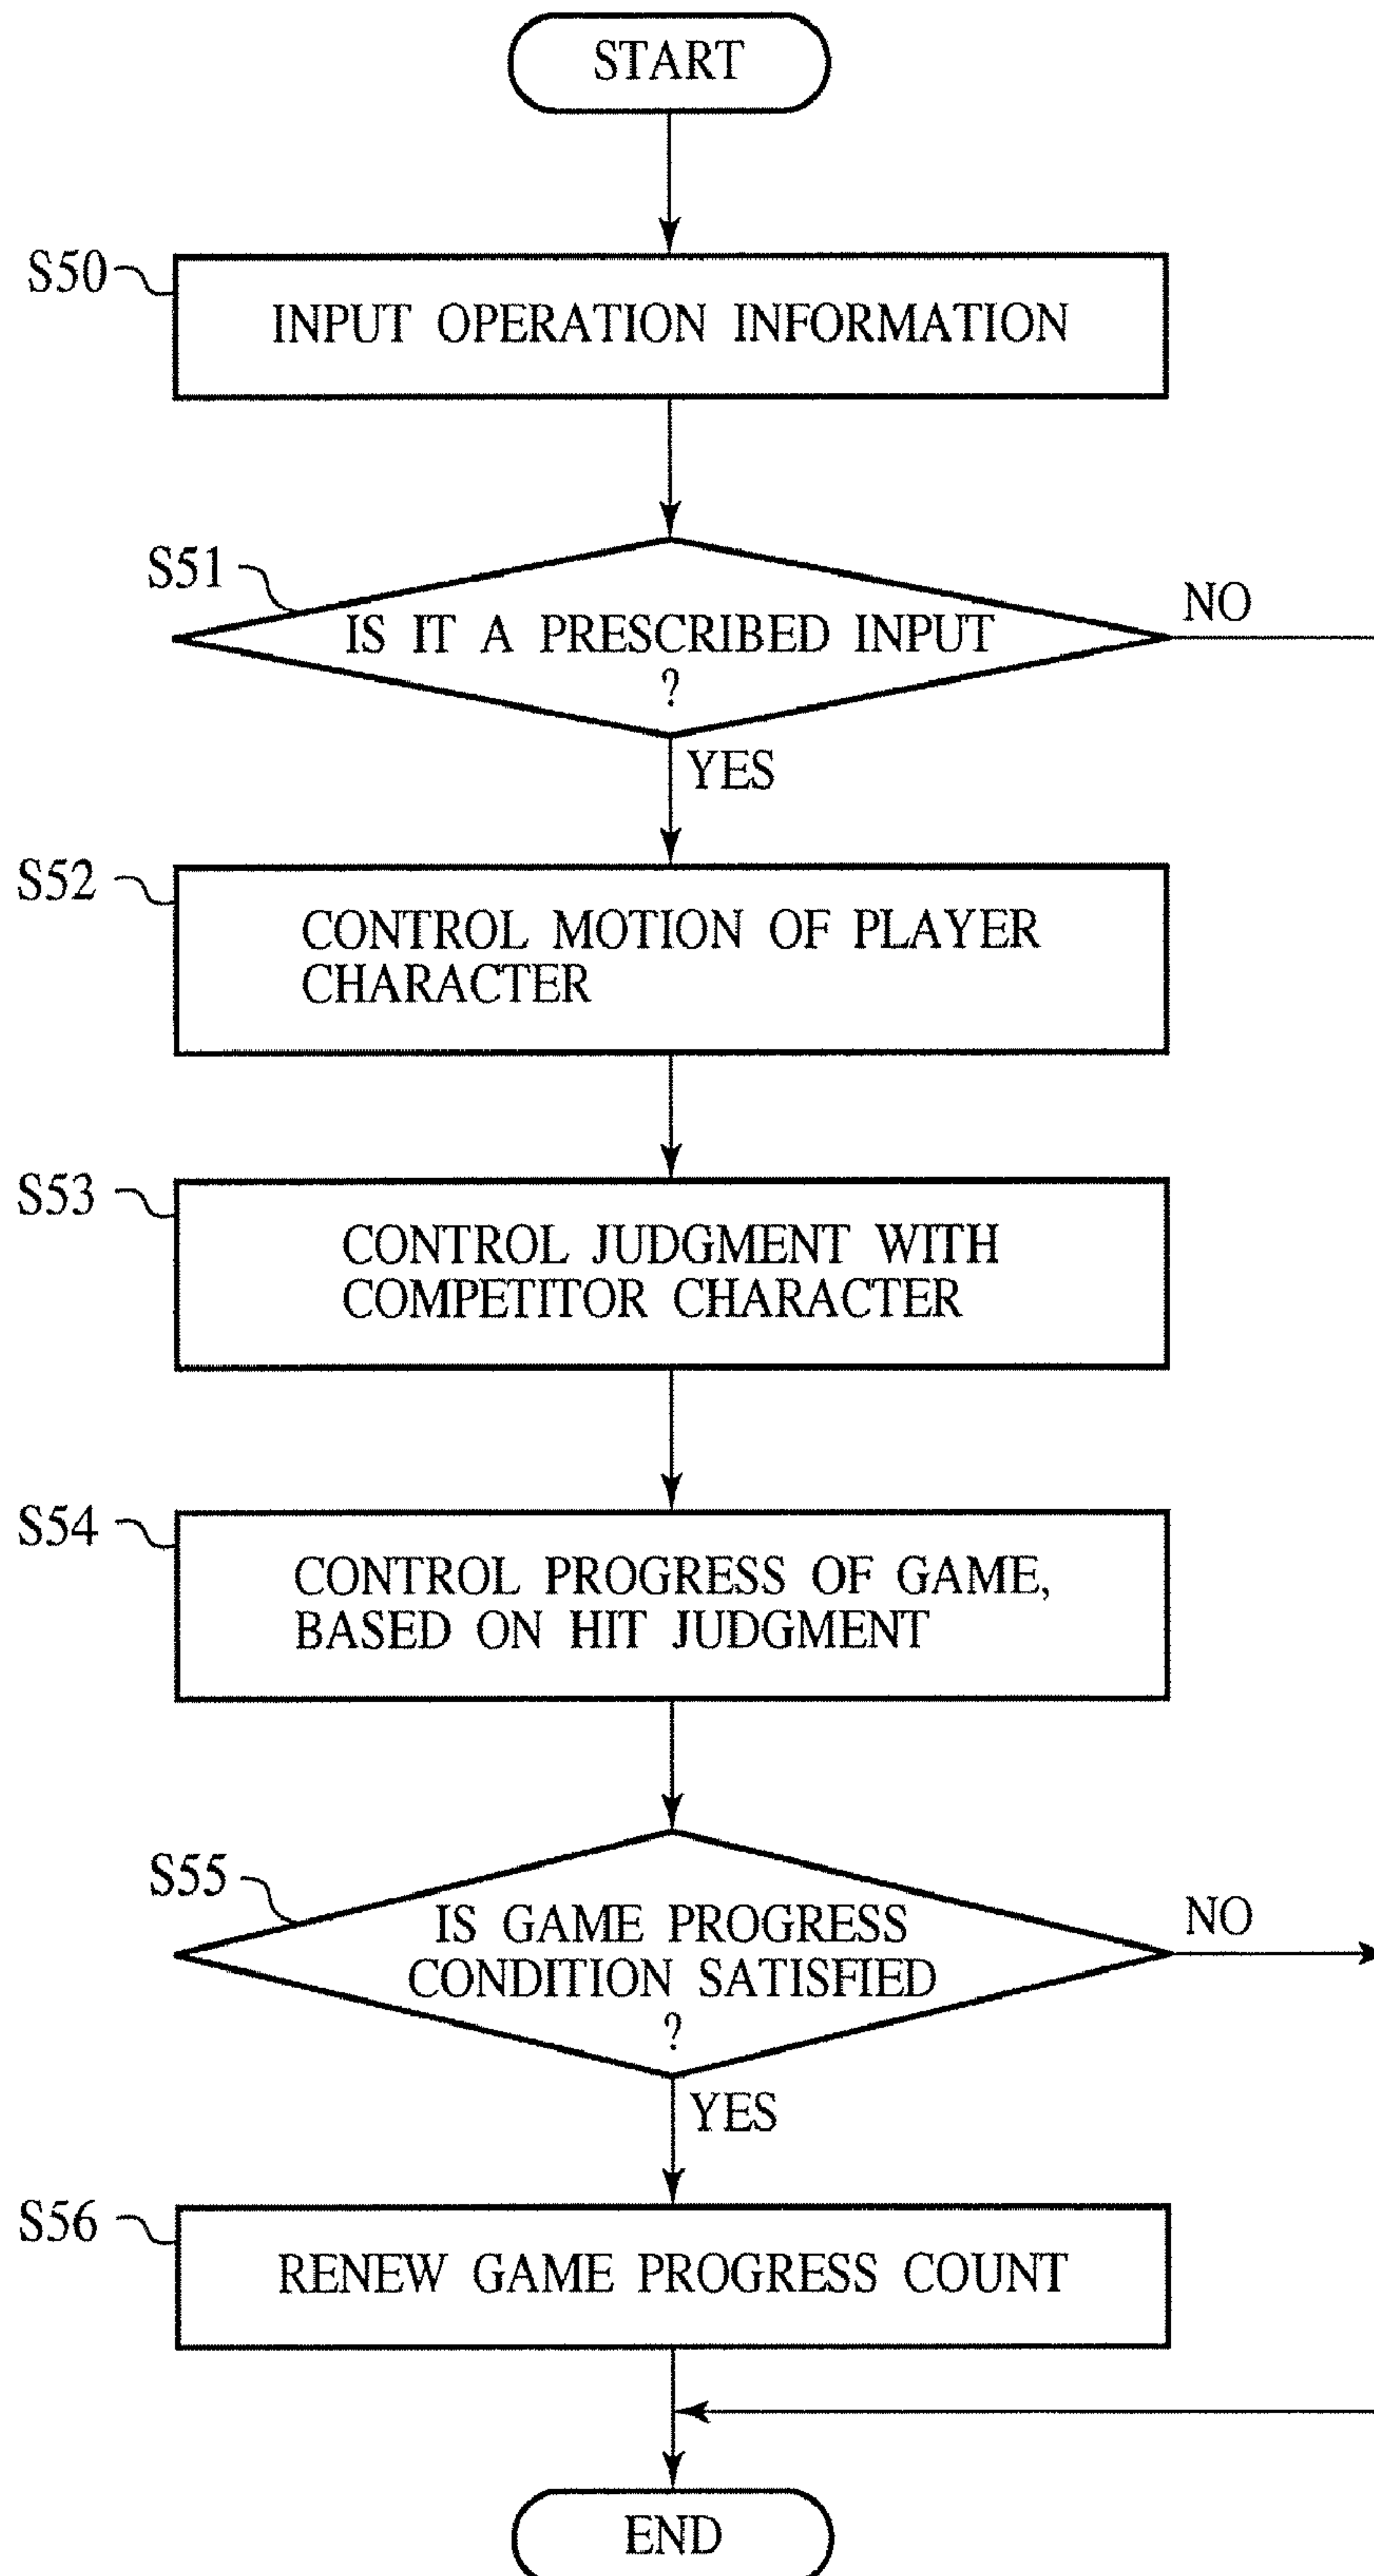 START
S50
INPUT OPERATION INFORMATION
S51
IS IT A PRESCRIBED INPUT
?
NO
YES
S52
CONTROL MOTION OF PLAYER
CHARACTER
S53
CONTROL JUDGMENT WITH
COMPETITOR CHARACTER
S54
CONTROL PROGRESS OF GAME,
BASED ON HIT JUDGMENT
S55
IS GAME PROGRESS
CONDITION SATISFIED
?
NO
YES
S56
RENEW GAME PROGRESS COUNT
END